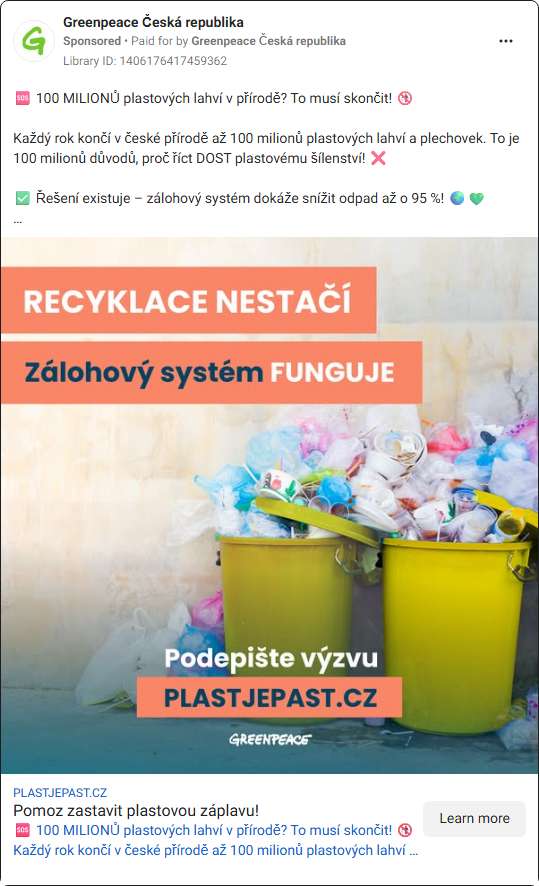 Greenpeace Česká republika
Sponsored • Paid for by Greenpeace Česká republika
Library ID: 1406176417459362
🆘 100 MILIONŮ plastových lahví v přírodě? To musí skončit! 🚯
Každý rok končí v české přírodě až 100 milionů plastových lahví a plechovek. To je
100 milionů důvodů, proč říct DOST plastovému šílenství! ❌
✅ Řešení existuje – zálohový systém dokáže snížit odpad až o 95 %! 🌍💚
...
RECYKLACE NESTAČÍ
Zálohový systém FUNGUJE
Podepište výzvu
PLASTJEPAST.CZ
GREENPEACE
PLASTJEPAST.CZ
Pomoz zastavit plastovou záplavu!
🆘 100 MILIONŮ plastových lahví v přírodě? To musí skončit! 🚯
Každý rok končí v české přírodě až 100 milionů plastových lahví ...
Learn more